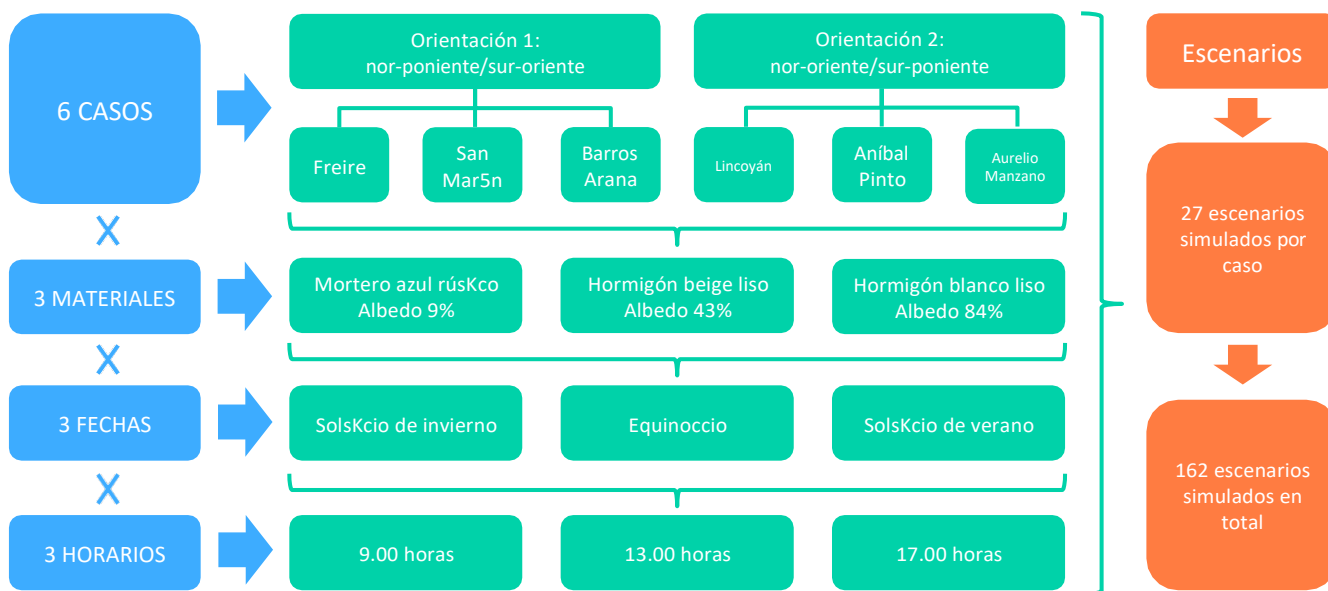 6 CASOS
Orientación 1:
nor-poniente/sur-oriente
Orientación 2:
nor-oriente/sur-poniente
Freire
San
Mar5n
Barros
Arana
Lincoyán
Aníbal
Pinto
Aurelio
Manzano
X
3 MATERIALES
Mortero azul rúsKco
Albedo 9%
Hormigón beige liso
Albedo 43%
Hormigón blanco liso
Albedo 84%
X
3 FECHAS
SolsKcio de invierno
Equinoccio
SolsKcio de verano
X
3 HORARIOS
9.00 horas
13.00 horas
17.00 horas
Escenarios
27 escenarios
simulados por
caso
162 escenarios
simulados en
total